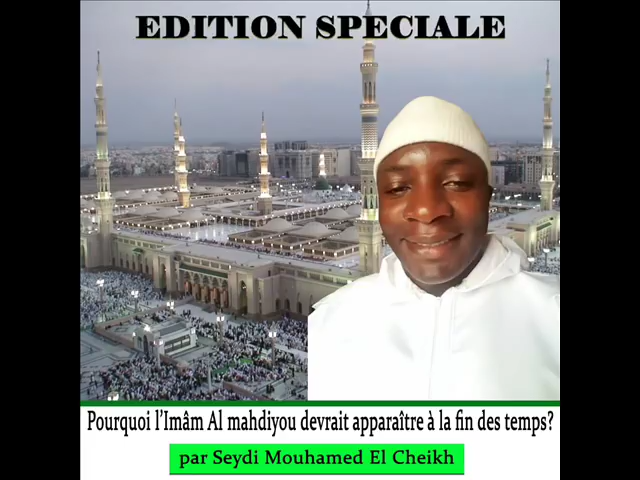 EDITION SPECIALE
Pourquoi l'Imâm Al mahdiyou devrait apparaître à la fin des temps?
par Seydi Mouhamed El Cheikh